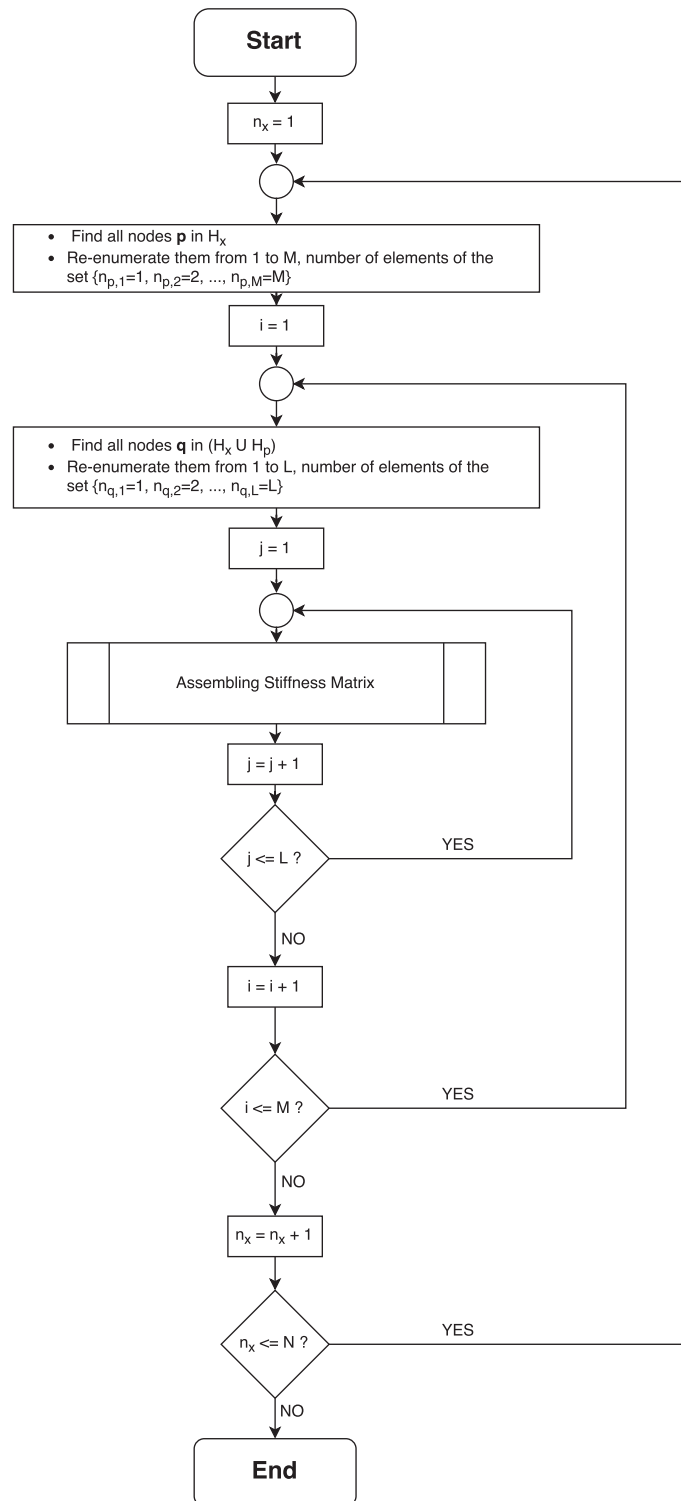 Start
nx = 1
• Find all nodes p in Hx
• Re-enumerate them from 1 to M, number of elements of the
set {np,1=1, np,2=2, ..., np,M=M}
i = 1
• Find all nodes q in (Hx U Hp)
• Re-enumerate them from 1 to L, number of elements of the
set {nq,1=1, nq,2=2, ..., nq,L=L}
j = 1
Assembling Stiffness Matrix
j = j + 1
j <= L ?
YES
NO
i = i + 1
i <= M ?
YES
NO
nx = nx + 1
nx <= N ?
YES
NO
End